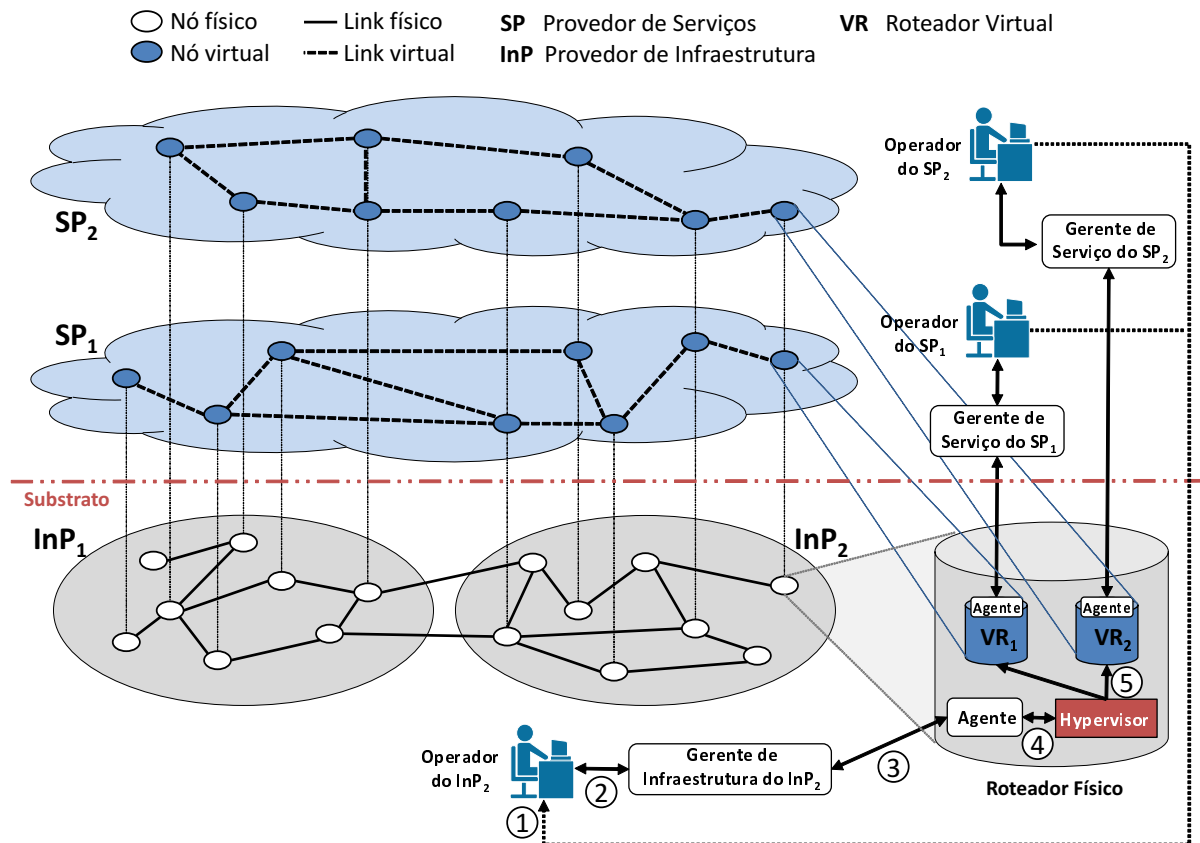 Nó físico
Link físico
SP Provedor de Serviços
VR Roteador Virtual
Nó virtual
Link virtual
InP Provedor de Infraestrutura
Operador
do SP2
SP2
Gerente de
Serviço do SP2
SP1
Operador
do SP1
Gerente de
Serviço do SP1
Substrato
InP1
InP2
Agente
VR1
Agente
VR2
5
Agente
4
Hypervisor
Roteador Físico
Operador
do InP2
2
Gerente de
Infraestrutura do InP2
3
1